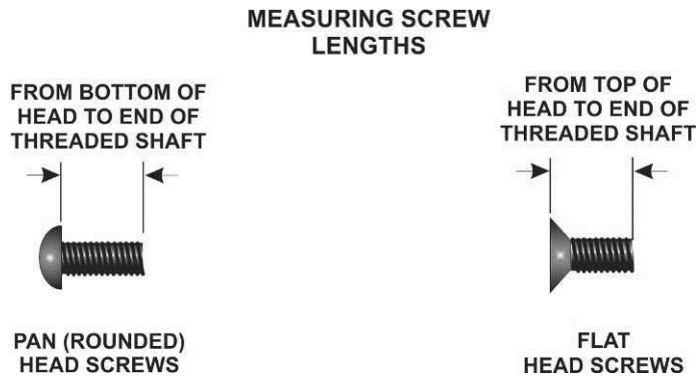 MEASURING SCREW
LENGTHS
FROM BOTTOM OF
HEAD TO END OF
THREADED SHAFT
FROM TOP OF
HEAD TO END OF
THREADED SHAFT
PAN (ROUNDED)
HEAD SCREWS
FLAT
HEAD SCREWS